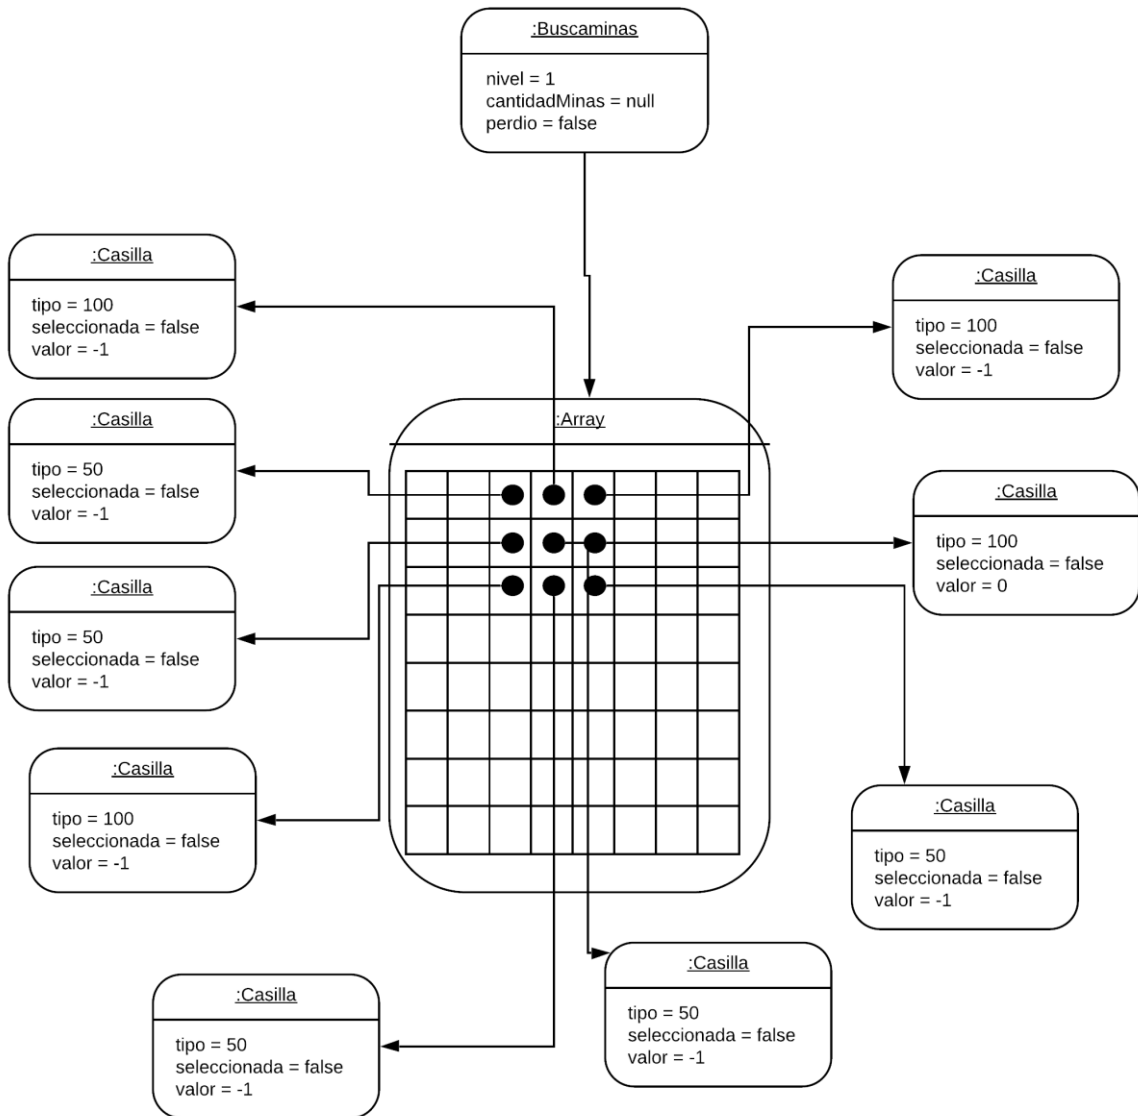 :Buscaminas
nivel = 1
cantidadMinas = null
perdio = false
:Casilla
tipo = 100
seleccionada = false
valor = -1
:Casilla
tipo = 100
seleccionada = false
valor = -1
:Casilla
tipo = 50
seleccionada = false
valor = -1
:Array
:Casilla
tipo = 100
seleccionada = false
valor = 0
:Casilla
tipo = 50
seleccionada = false
valor = -1
:Casilla
tipo = 100
seleccionada = false
valor = -1
:Casilla
tipo = 50
seleccionada = false
valor = -1
:Casilla
tipo = 50
seleccionada = false
valor = -1
:Casilla
tipo = 50
seleccionada = false
valor = -1